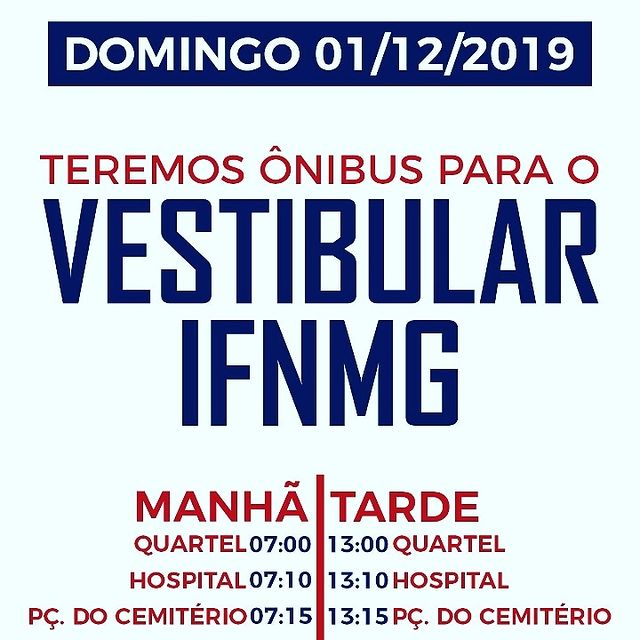 DOMINGO 01/12/2019
TEREMOS ÔNIBUS PARA O
VESTIBULAR
IFNMG
MANHÃ TARDE
QUARTEL 07:00 13:00 QUARTEL
HOSPITAL 07:10 13:10 HOSPITAL
PÇ. DO CEMITÉRIO 07:15 13:15 PÇ. DO CEMITÉRIO